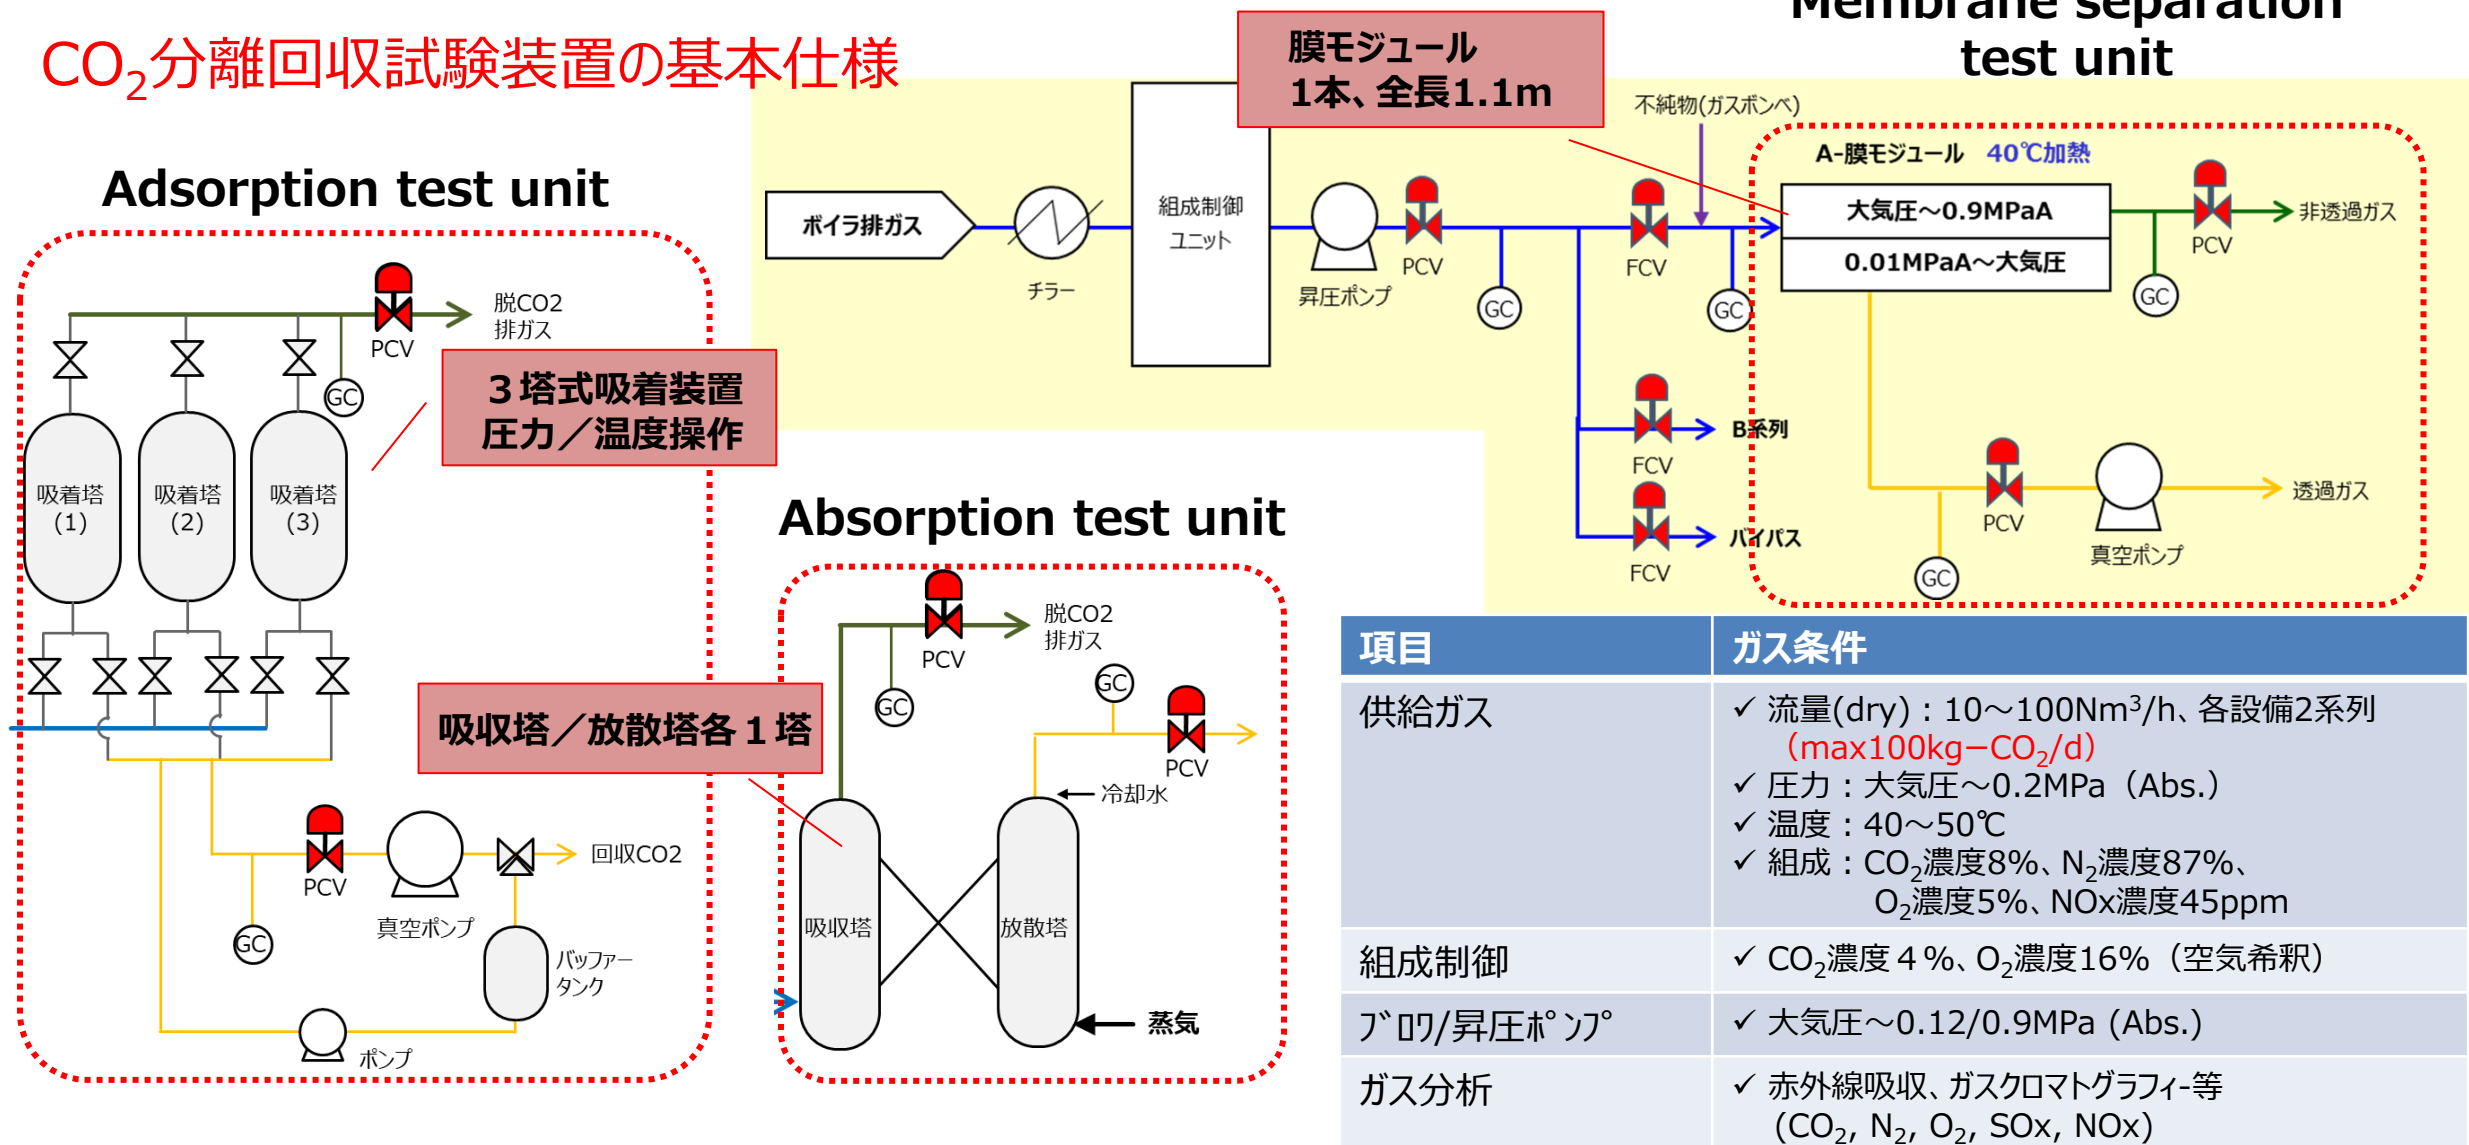 CO₂分離回収試験装置の基本仕様
Membrane separation
test unit
膜モジュール
1本、全長1.1m
不純物(ガスボンベ)
A-膜モジュール 40℃加熱
大気圧～0.9MPaA
0.01MPaA～大気圧
ボイラ排ガス
チラー
組成制御
ユニット
昇圧ポンプ
PCV
GC
FCV
GC
PCV
非透過ガス
GC
FCV
B系列
FCV
バイパス
PCV
GC
真空ポンプ
透過ガス
Adsorption test unit
脱CO2
排ガス
PCV
GC
3塔式吸着装置
圧力／温度操作
吸着塔
(1)
吸着塔
(2)
吸着塔
(3)
PCV
GC
真空ポンプ
回収CO2
バッファー
タンク
ポンプ
Absorption test unit
脱CO2
排ガス
PCV
GC
GC
PCV
吸収塔／放散塔各1塔
冷却水
吸収塔
放散塔
蒸気
項目 ガス条件
供給ガス ✓ 流量(dy)：10～100Nm³/h、各設備2系列
（max100kg−CO₂/d）
✓ 圧力：大気圧～0.2MPa（Abs.）
✓ 温度：40～50℃
✓ 組成：CO₂濃度8%、N₂濃度87%、
O₂濃度5%、NOx濃度45ppm
組成制御 ✓ CO₂濃度４%、O₂濃度16%（空気希釈）
ﾌﾞﾛﾜ/昇圧ﾎﾟﾝﾌﾟ ✓ 大気圧～0.12/0.9MPa (Abs.)
ガス分析 ✓ 赤外線吸収、ガスクロマトグラフィ-等
(CO₂, N₂, O₂, SOx, NOx)